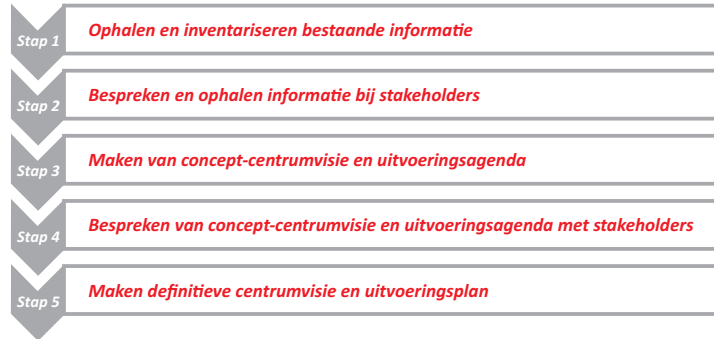 Stap 1
Ophalen en inventariseren bestaande informatie
Stap 2
Bespreken en ophalen informatie bij stakeholders
Stap 3
Maken van concept-centrumvisie en uitvoeringsagenda
Stap 4
Bespreken van concept-centrumvisie en uitvoeringsagenda met stakeholders
Stap 5
Maken definitieve centrumvisie en uitvoeringsplan